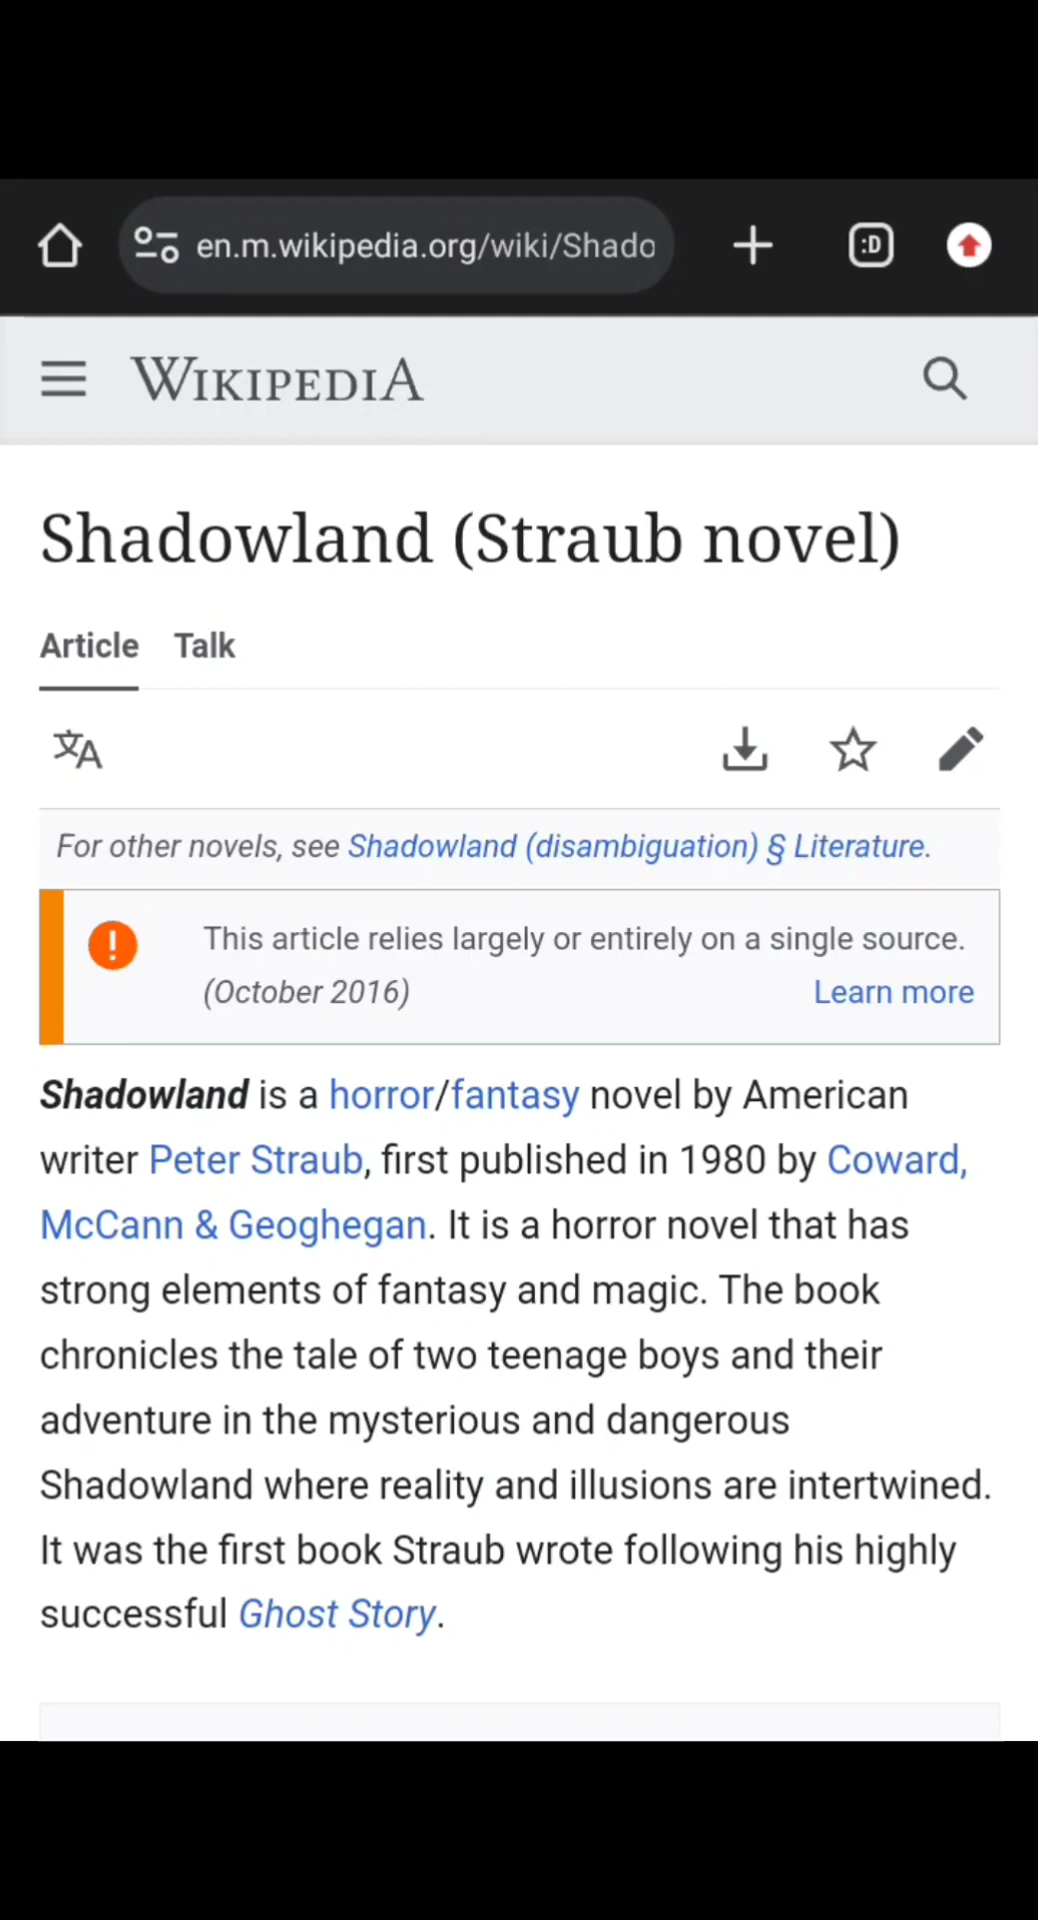 :D
en.m.wikipedia.org/wiki/Shado
WIKIPEDIA
Shadowland (Straub novel)
Article Talk
文A
For other novels, see Shadowland (disambiguation) § Literature.
This article relies largely or entirely on a single source.
(October 2016) Learn more
Shadowland is a horror/fantasy novel by American
writer Peter Straub, first published in 1980 by Coward,
McCann & Geoghegan. It is a horror novel that has
strong elements of fantasy and magic. The book
chronicles the tale of two teenage boys and their
adventure in the mysterious and dangerous
Shadowland where reality and illusions are intertwined.
It was the first book Straub wrote following his highly
successful Ghost Story.